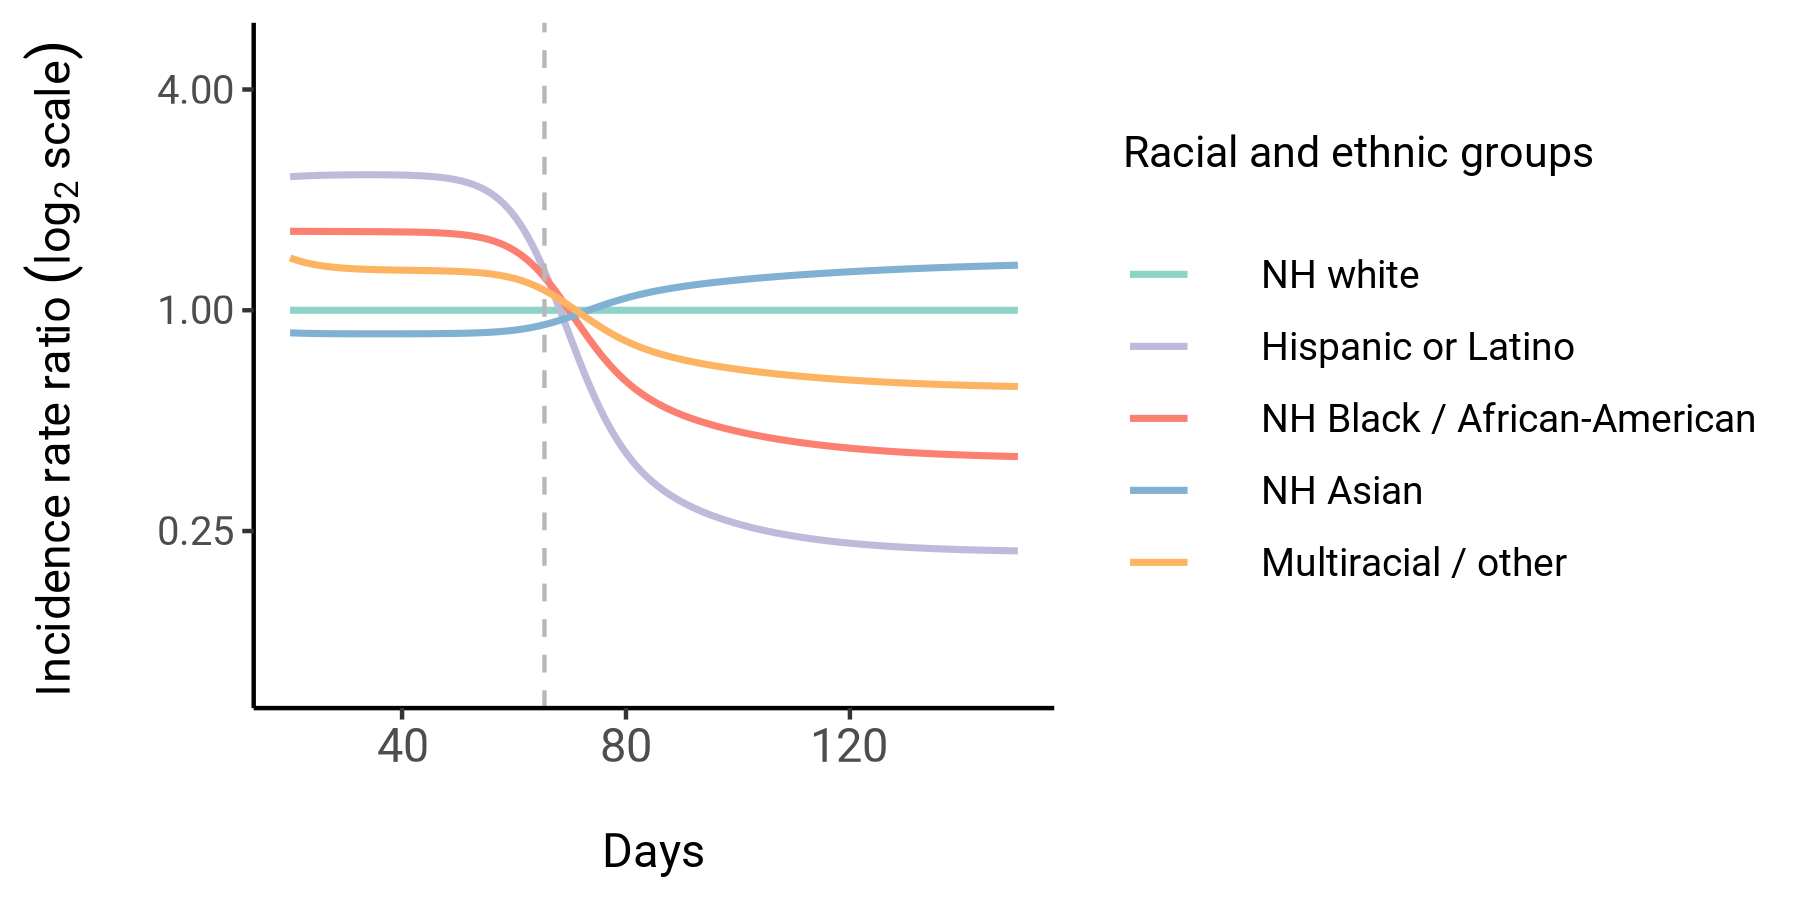 Incidence rate ratio (log₂ scale)
4.00
1.00
0.25
40 80 120
Days
Racial and ethnic groups
NH white
Hispanic or Latino
NH Black / African-American
NH Asian
Multiracial / other